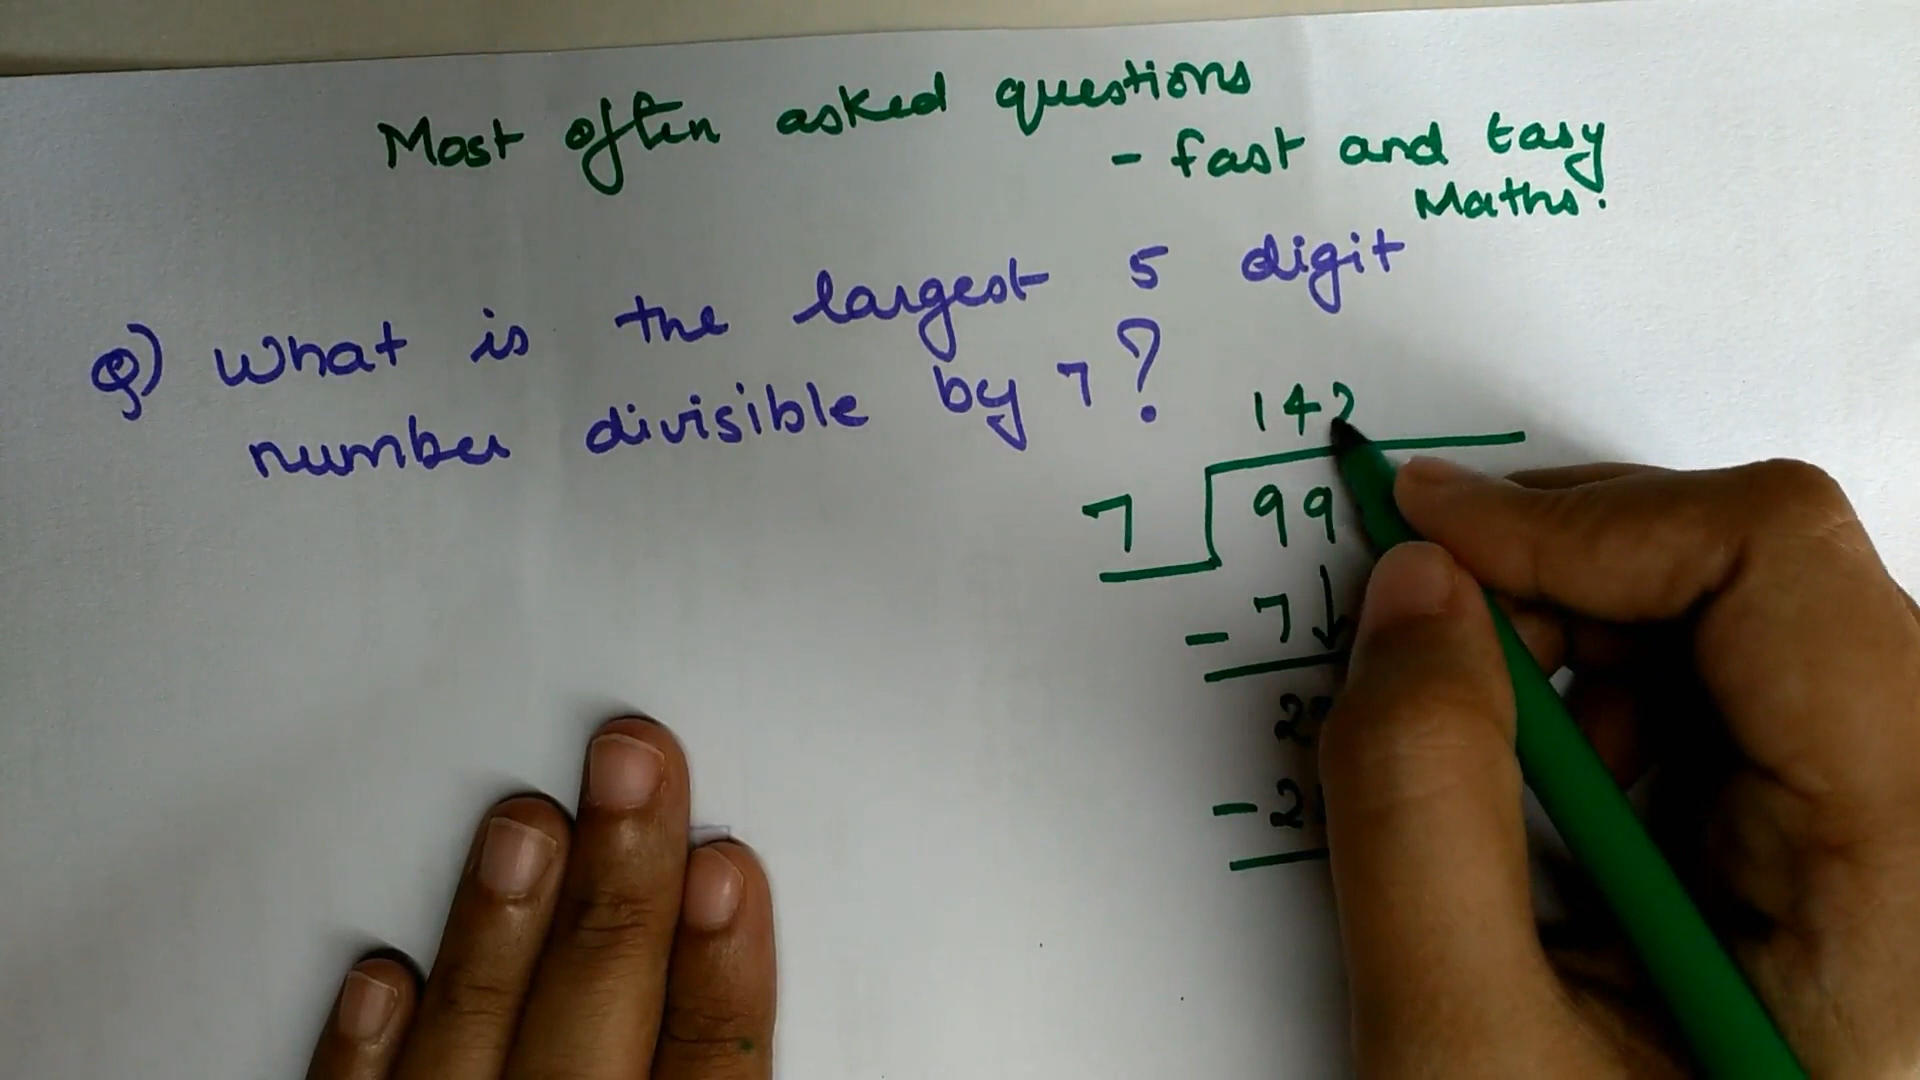 Most often asked questions
- fast and Easy
Maths.
Q) What is the largest 5 digit
number divisible by 7?
142
7 99
- 7
2
- 2